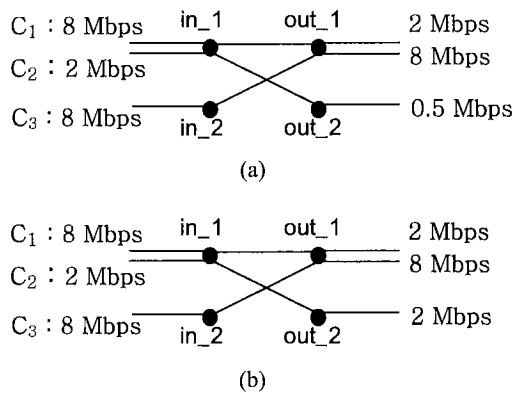 in_1 out_1
C₁ : 8 Mbps 2 Mbps
C₂ : 2 Mbps 8 Mbps
C₃ : 8 Mbps 0.5 Mbps
in_2 out_2
(a)
in_1 out_1
C₁ : 8 Mbps 2 Mbps
C₂ : 2 Mbps 8 Mbps
C₃ : 8 Mbps 2 Mbps
in_2 out_2
(b)